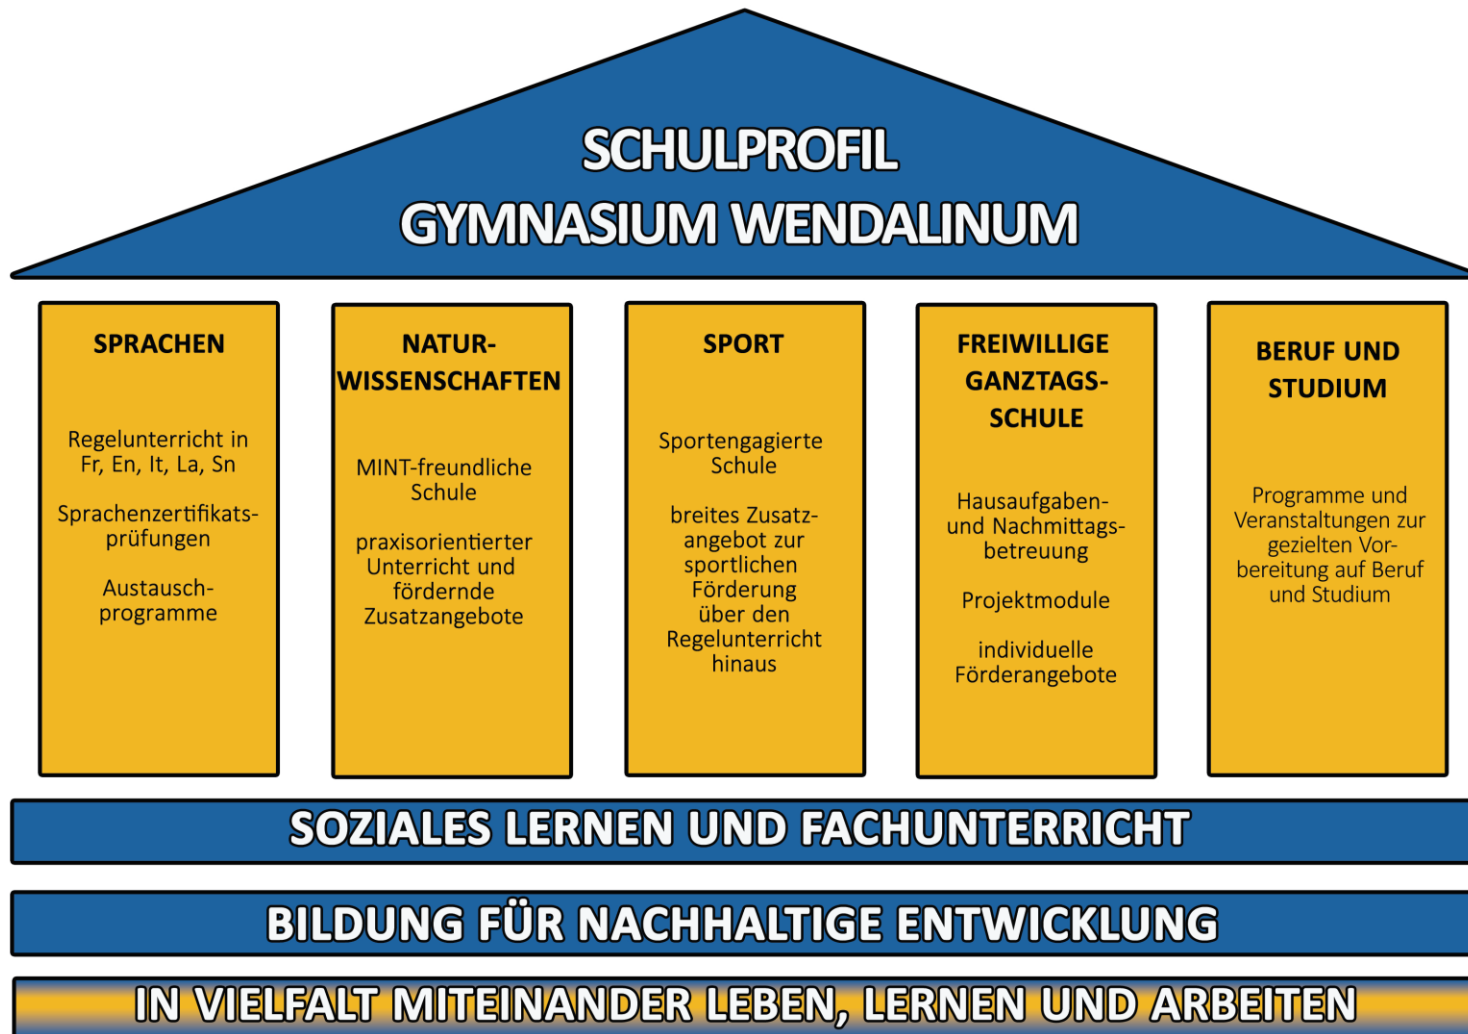 SCHULPROFIL
GYMNASIUM WENDALINUM
SPRACHEN
Regelunterricht in
Fr, En, It, La, Sn
Sprachenzertifikats-
prüfungen
Austausch-
programme
NATUR-
WISSENSCHAFTEN
MINT-freundliche
Schule
praxisorientierter
Unterricht und
fördernde
Zusatzangebote
SPORT
Sportengagierte
Schule
breites Zusatz-
angebot zur
sportlichen
Förderung
über den
Regelunterricht
hinaus
FREIWILLIGE
GANZTAGS-
SCHULE
Hausaufgaben-
und Nachmittags-
betreuung
Projektmodule
individuelle
Förderangebote
BERUF UND
STUDIUM
Programme und
Veranstaltungen zur
gezielten Vor-
bereitung auf Beruf
und Studium
SOZIALES LERNEN UND FACHUNTERRICHT
BILDUNG FÜR NACHHALTIGE ENTWICKLUNG
IN VIELFALT MITEINANDER LEBEN, LERNEN UND ARBEITEN